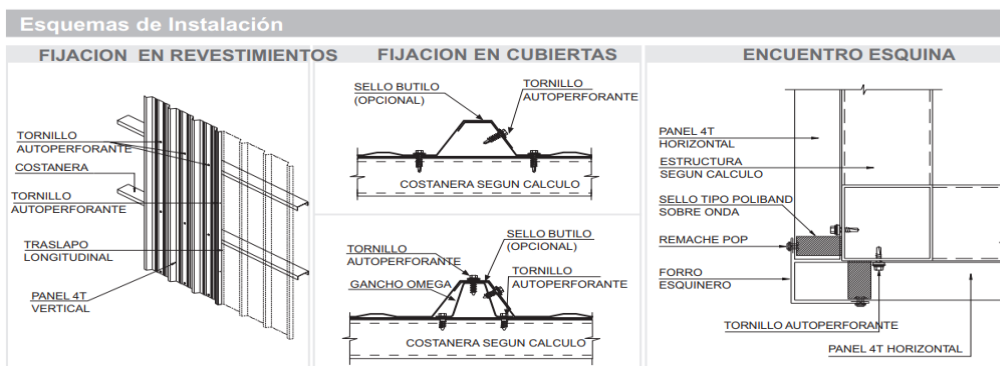 Esquemas de Instalación
FIJACION EN REVESTIMIENTOS
TORNILLO
AUTOPERFORANTE
COSTANERA
TORNILLO
AUTOPERFORANTE
TRASLAPO
LONGITUDINAL
PANEL 4T
VERTICAL
FIJACION EN CUBIERTAS
SELLO BUTILO
(OPCIONAL)
TORNILLO
AUTOPERFORANTE
COSTANERA SEGUN CALCULO
TORNILLO
AUTOPERFORANTE
GANCHO OMEGA
SELLO BUTILO
(OPCIONAL)
TORNILLO
AUTOPERFORANTE
COSTANERA SEGUN CALCULO
ENCUENTRO ESQUINA
PANEL 4T
HORIZONTAL
ESTRUCTURA
SEGUN CALCULO
SELLO TIPO POLIBAND
SOBRE ONDA
REMACHE POP
FORRO
ESQUINERO
TORNILLO AUTOPERFORANTE
PANEL 4T HORIZONTAL